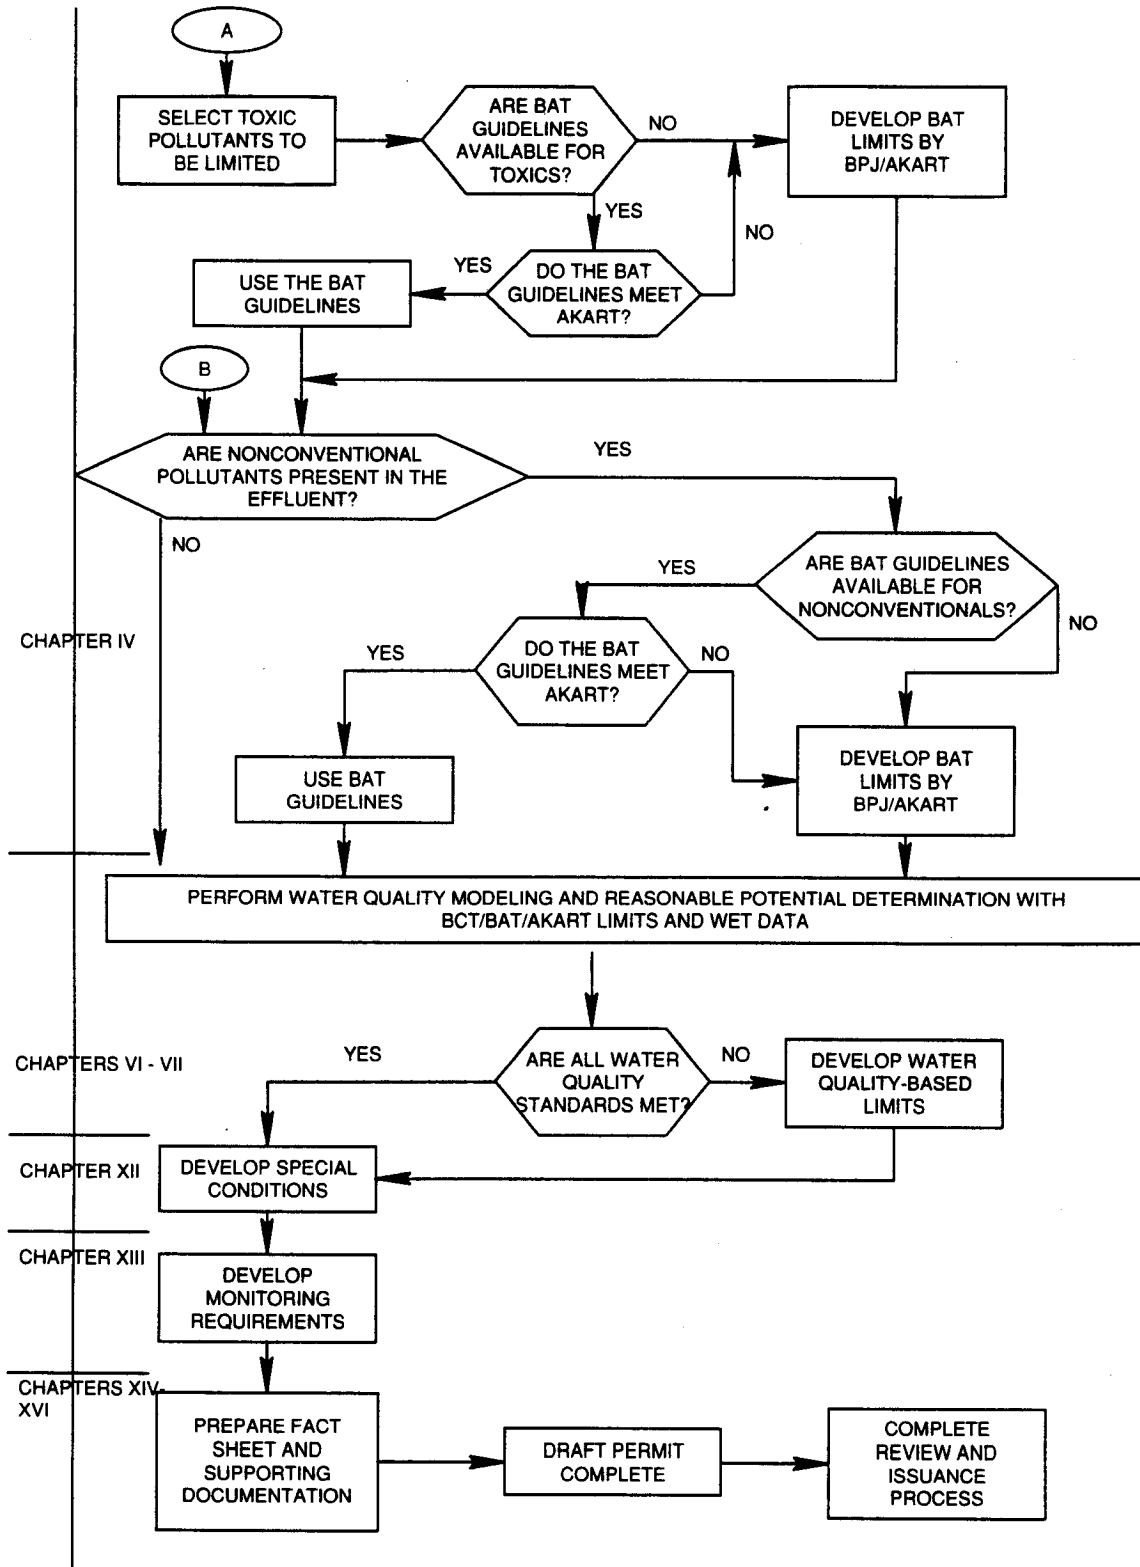 A
SELECT TOXIC
POLLUTANTS TO
BE LIMITED
ARE BAT
GUIDELINES
AVAILABLE FOR
TOXICS?
NO
DEVELOP BAT
LIMITS BY
BPJ/AKART
YES
NO
YES
DO THE BAT
GUIDELINES MEET
AKART?
USE THE BAT
GUIDELINES
B
ARE NONCONVENTIONAL
POLLUTANTS PRESENT IN THE
EFFLUENT?
YES
NO
ARE BAT GUIDELINES
AVAILABLE FOR
NONCONVENTIONALS?
YES
NO
CHAPTER IV
DO THE BAT
GUIDELINES MEET
AKART?
YES
NO
USE BAT
GUIDELINES
DEVELOP BAT
LIMITS BY
BPJ/AKART
PERFORM WATER QUALITY MODELING AND REASONABLE POTENTIAL DETERMINATION WITH
BCT/BAT/AKART LIMITS AND WET DATA
CHAPTERS VI - VII
YES
ARE ALL WATER
QUALITY
STANDARDS MET?
NO
DEVELOP WATER
QUALITY-BASED
LIMITS
CHAPTER XII
DEVELOP SPECIAL
CONDITIONS
CHAPTER XIII
DEVELOP
MONITORING
REQUIREMENTS
CHAPTERS XIV-
XVI
PREPARE FACT
SHEET AND
SUPPORTING
DOCUMENTATION
DRAFT PERMIT
COMPLETE
COMPLETE
REVIEW AND
ISSUANCE
PROCESS